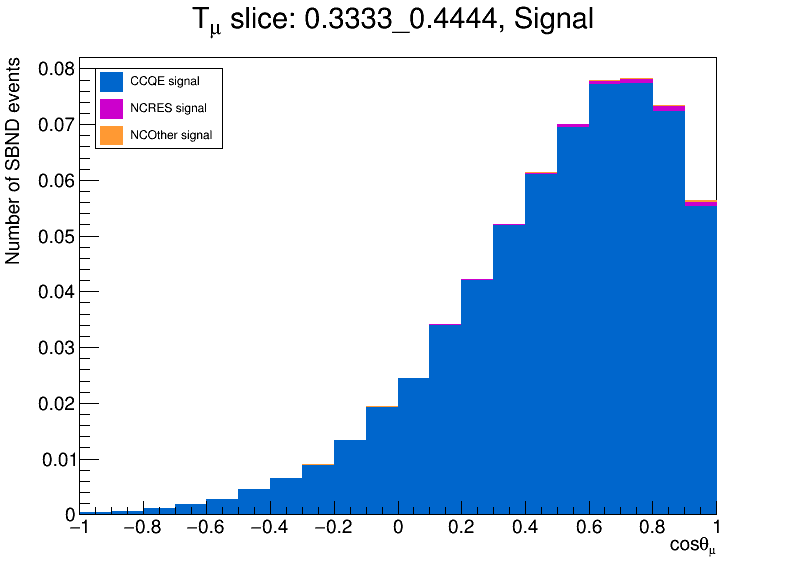 Tμ slice: 0.3333_0.4444, Signal
Number of SBND events
0.08
0.07
0.06
0.05
0.04
0.03
0.02
0.01
0
CCQE signal
NCRES signal
NCOther signal
−1 −0.8 −0.6 −0.4 −0.2 0 0.2 0.4 0.6 0.8 1
cosθμ